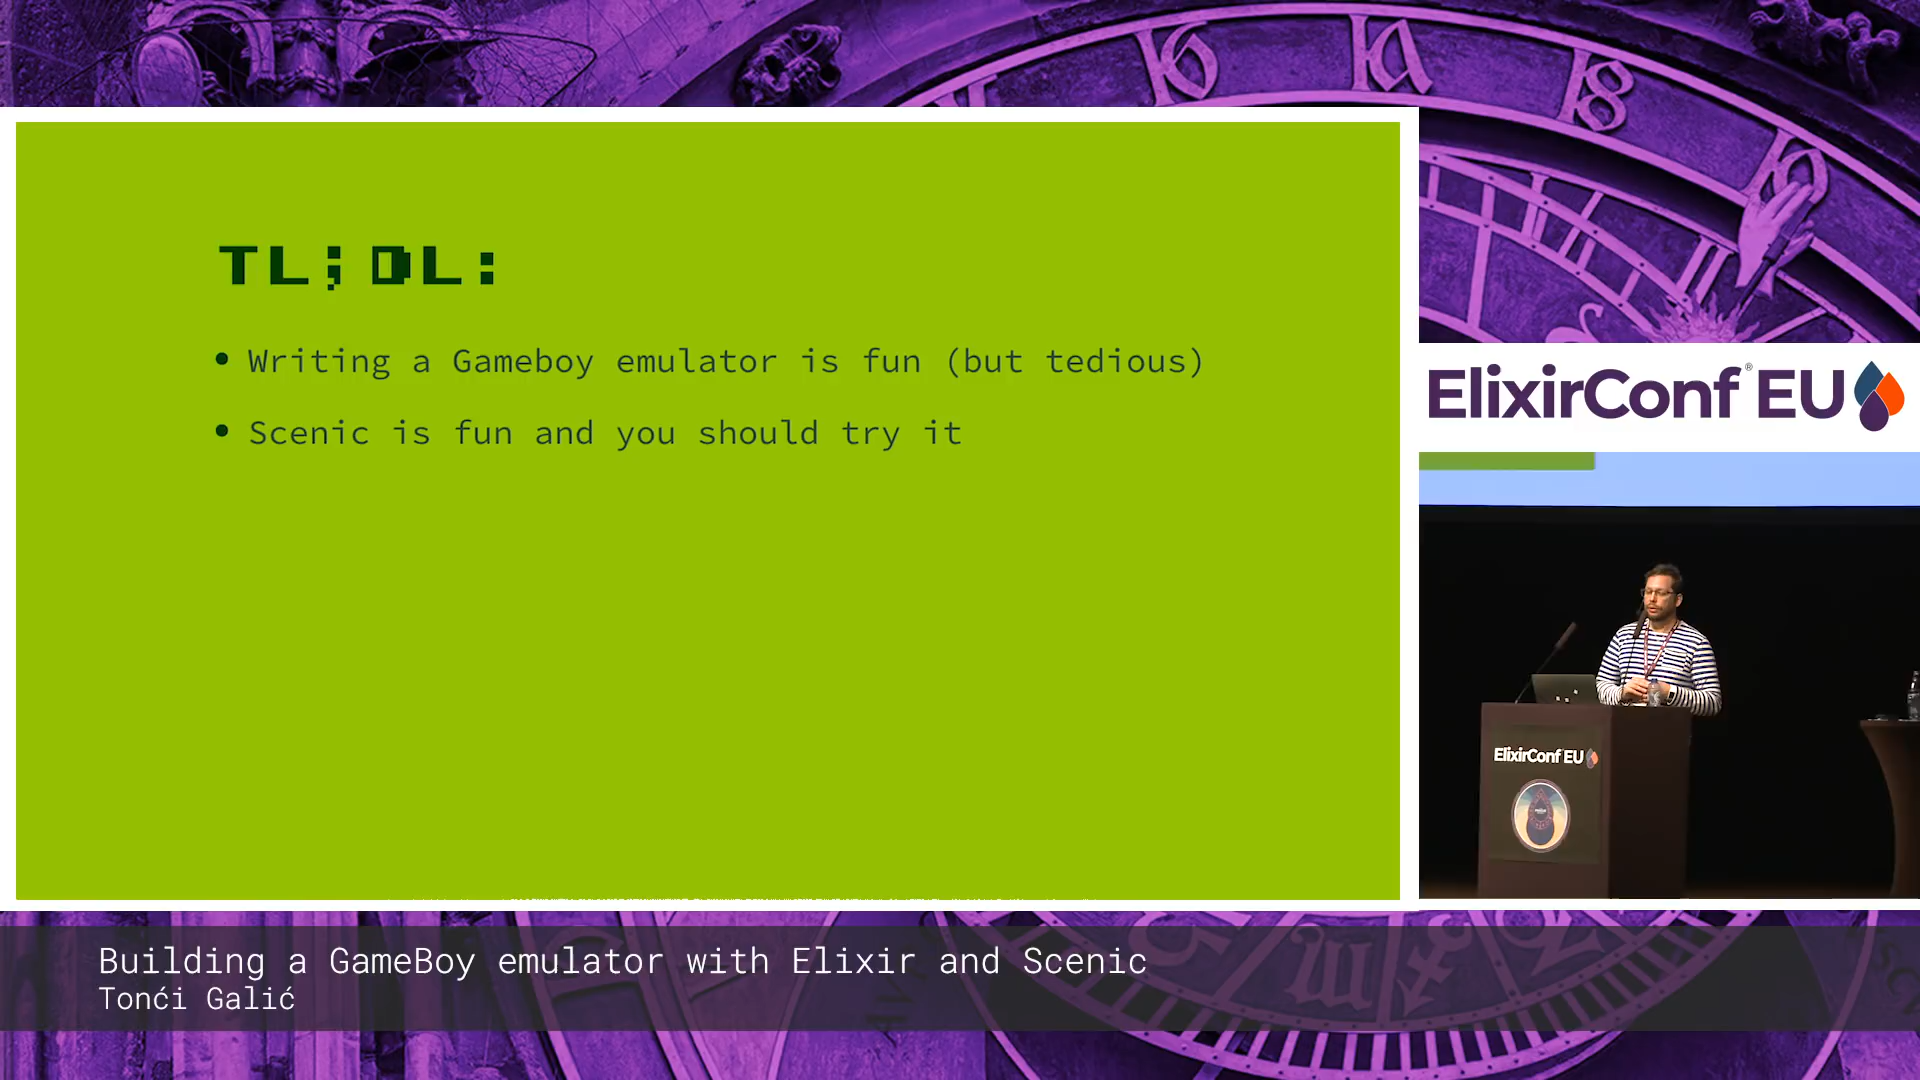 TL;DL:
• Writing a Gameboy emulator is fun (but tedious)
• Scenic is fun and you should try it
ElixirConf® EU
ElixirConf EU
Building a GameBoy emulator with Elixir and Scenic
Tonći Galić